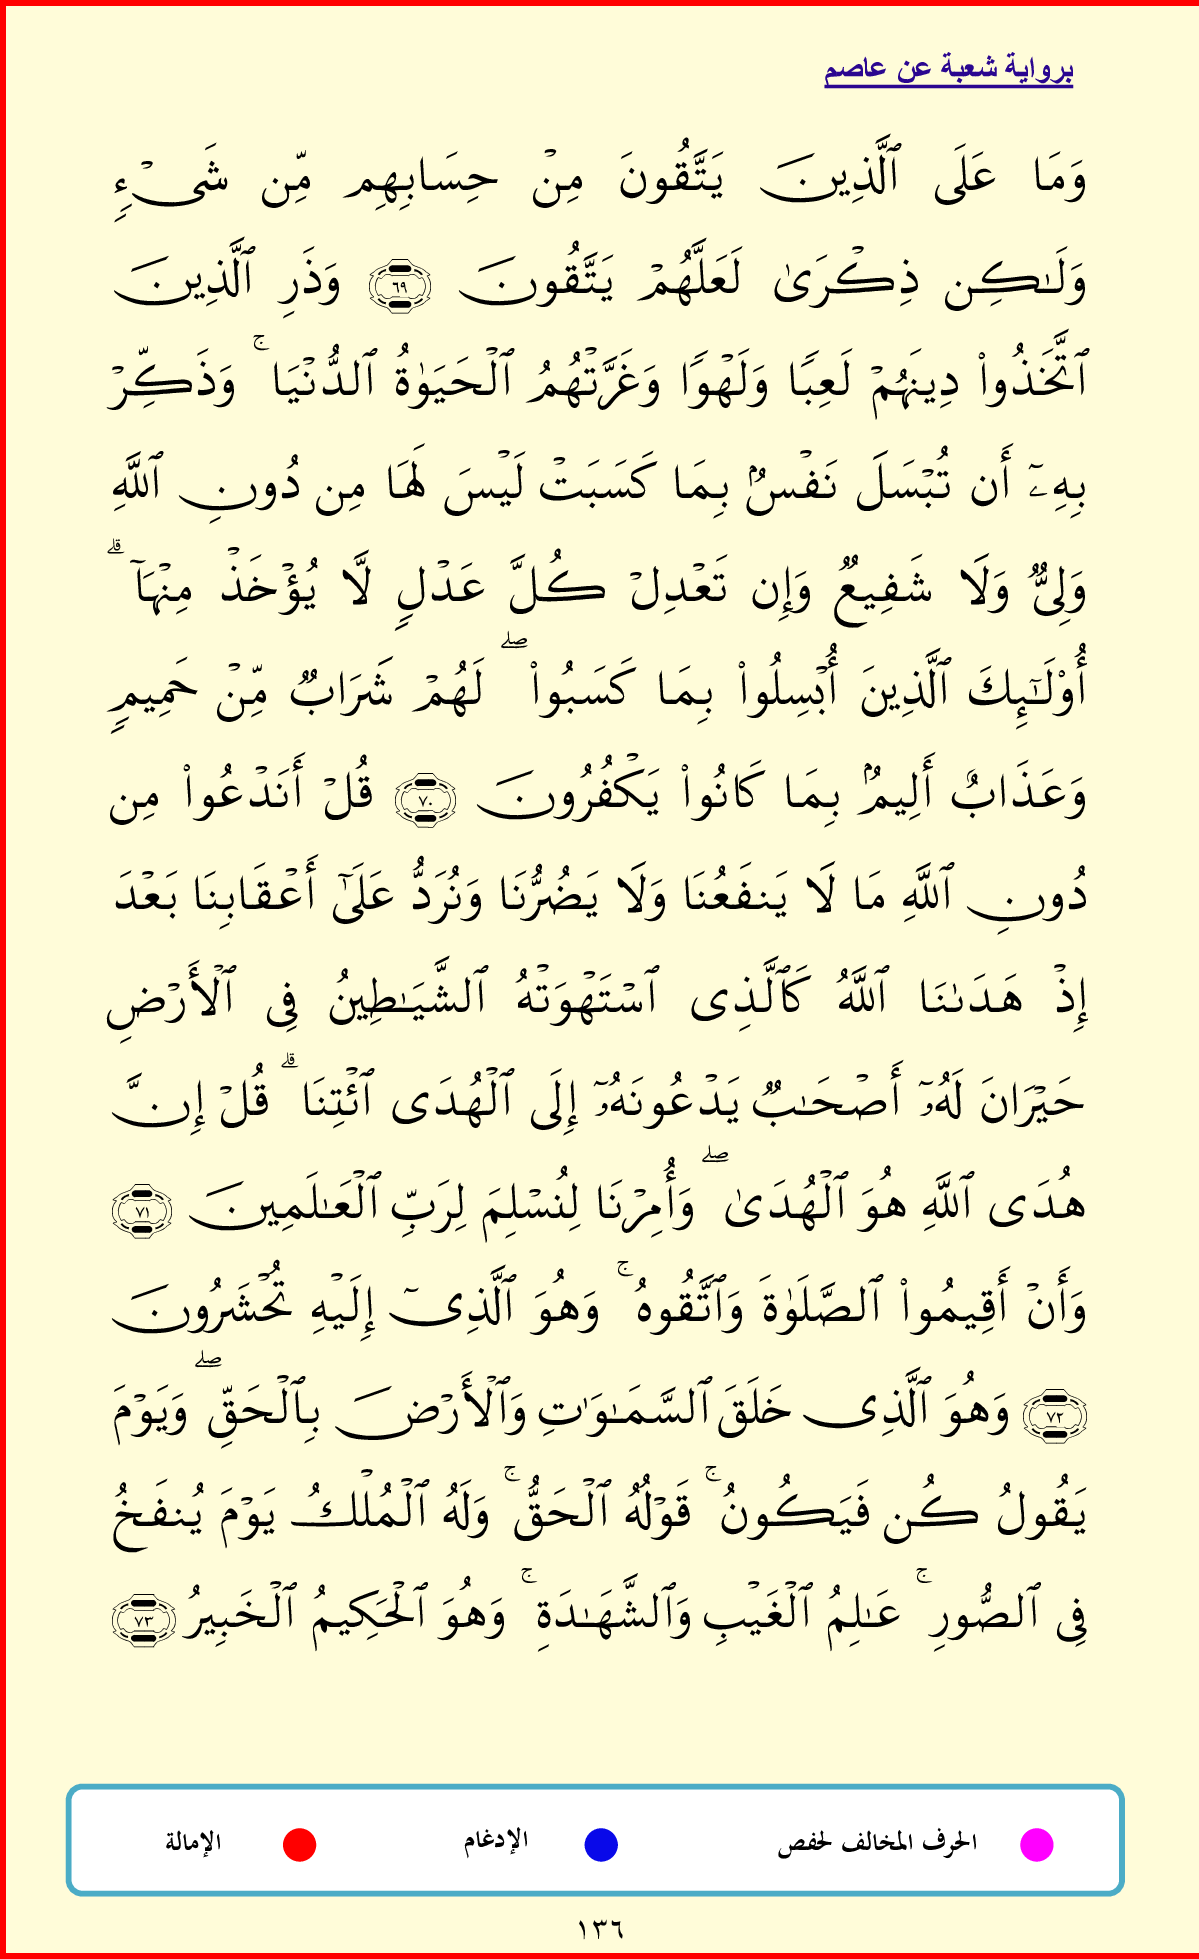 برواية شعبة عن عاصم
وَمَا عَلَى ٱلَّذِينَ يَتَّقُونَ مِنۡ حِسَابِهِم مِّن شَىۡءٍ
وَلَـٰكِن ذِكۡرَىٰ لَعَلَّهُمۡ يَتَّقُونَ ٦٩ وَذَرِ ٱلَّذِينَ
ٱتَّخَذُوا۟ دِينَهُمۡ لَعِبًا وَلَهۡوًا وَغَرَّتۡهُمُ ٱلۡحَيَوٰةُ ٱلدُّنۡيَا ۚ وَذَكِّرۡ
بِهِۦٓ أَن تُبۡسَلَ نَفۡسُۢ بِمَا كَسَبَتۡ لَيۡسَ لَهَا مِن دُونِ ٱللَّهِ
وَلِىٌّ وَلَا شَفِيعٌ وَإِن تَعۡدِلۡ كُلَّ عَدۡلٍ لَّا يُؤۡخَذۡ مِنۡهَآ ۗ
أُو۟لَـٰٓئِكَ ٱلَّذِينَ أُبۡسِلُوا۟ بِمَا كَسَبُوا۟ ۖ لَهُمۡ شَرَابٌ مِّنۡ حَمِيمٍ
وَعَذَابٌ أَلِيمُۢ بِمَا كَانُوا۟ يَكۡفُرُونَ ٧٠ قُلۡ أَنَدۡعُوا۟ مِن
دُونِ ٱللَّهِ مَا لَا يَنفَعُنَا وَلَا يَضُرُّنَا وَنُرَدُّ عَلَىٰٓ أَعۡقَابِنَا بَعۡدَ
إِذۡ هَدَىٰنَا ٱللَّهُ كَٱلَّذِى ٱسۡتَهۡوَتۡهُ ٱلشَّيَـٰطِينُ فِى ٱلۡأَرۡضِ
حَيۡرَانَ لَهُۥٓ أَصۡحَـٰبٌ يَدۡعُونَهُۥٓ إِلَى ٱلۡهُدَى ٱئۡتِنَا ۗ قُلۡ إِنَّ
هُدَى ٱللَّهِ هُوَ ٱلۡهُدَىٰ ۖ وَأُمِرۡنَا لِنُسۡلِمَ لِرَبِّ ٱلۡعَـٰلَمِينَ ٧١
وَأَنۡ أَقِيمُوا۟ ٱلصَّلَوٰةَ وَٱتَّقُوهُ ۚ وَهُوَ ٱلَّذِىٓ إِلَيۡهِ تُحۡشَرُونَ
٧٢ وَهُوَ ٱلَّذِى خَلَقَ ٱلسَّمَـٰوَٰتِ وَٱلۡأَرۡضَ بِٱلۡحَقِّ ۖ وَيَوۡمَ
يَقُولُ كُن فَيَكُونُ ۚ قَوۡلُهُ ٱلۡحَقُّ ۚ وَلَهُ ٱلۡمُلۡكُ يَوۡمَ يُنفَخُ
فِى ٱلصُّورِ ۚ عَـٰلِمُ ٱلۡغَيۡبِ وَٱلشَّهَـٰدَةِ ۚ وَهُوَ ٱلۡحَكِيمُ ٱلۡخَبِيرُ ٧٣
الحرف المخالف لحفص الإدغام الإمالة
١٣٦